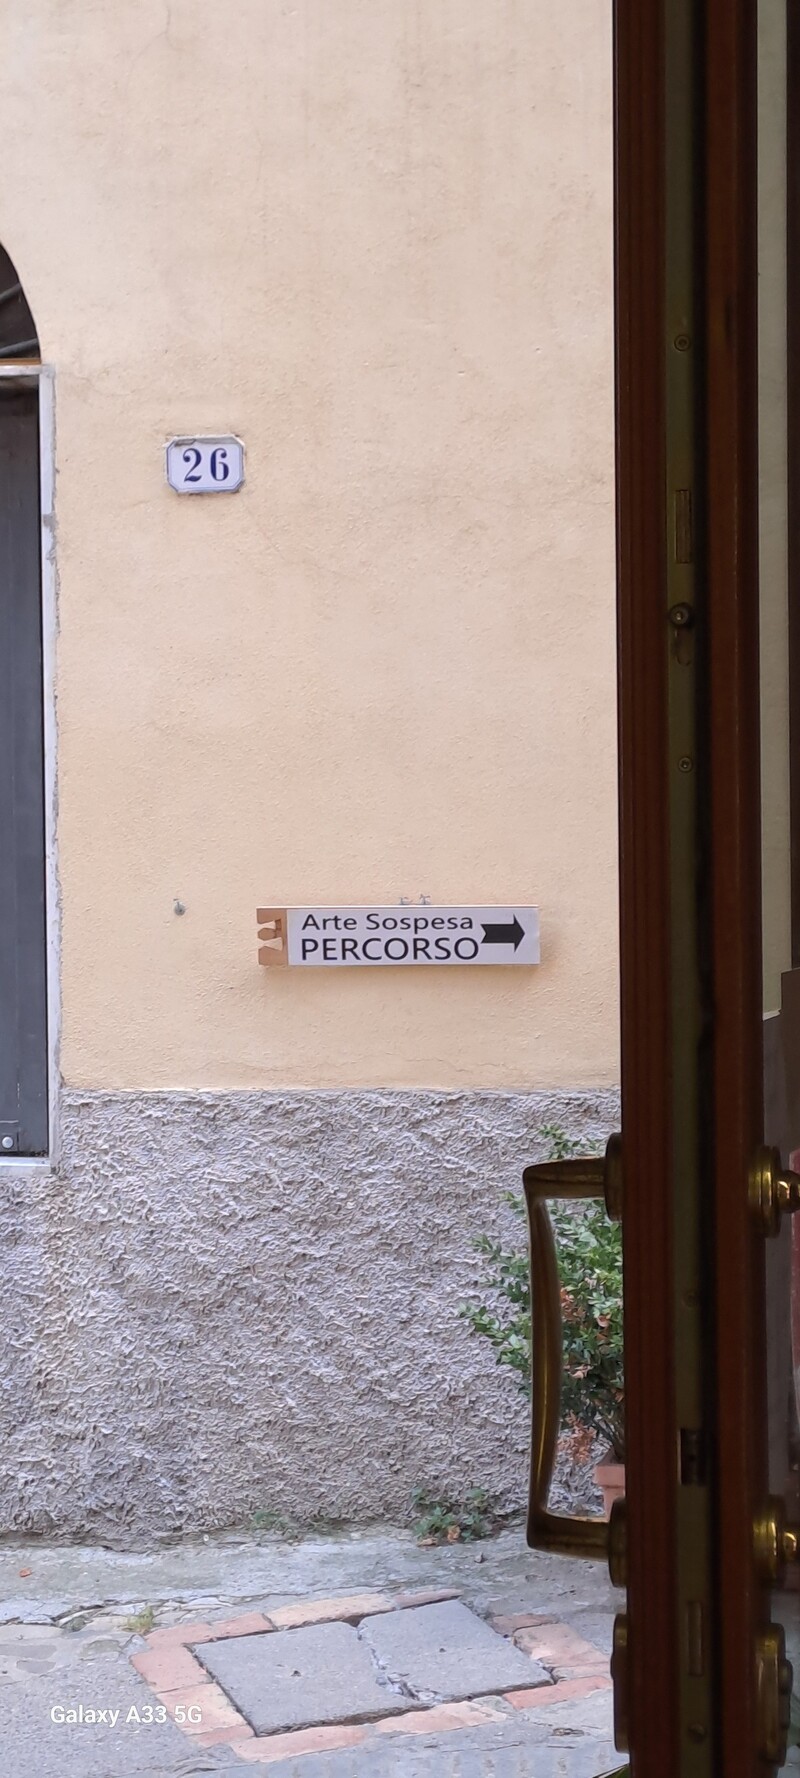 26
Arte Sospesa
PERCORSO
Galaxy A33 5G